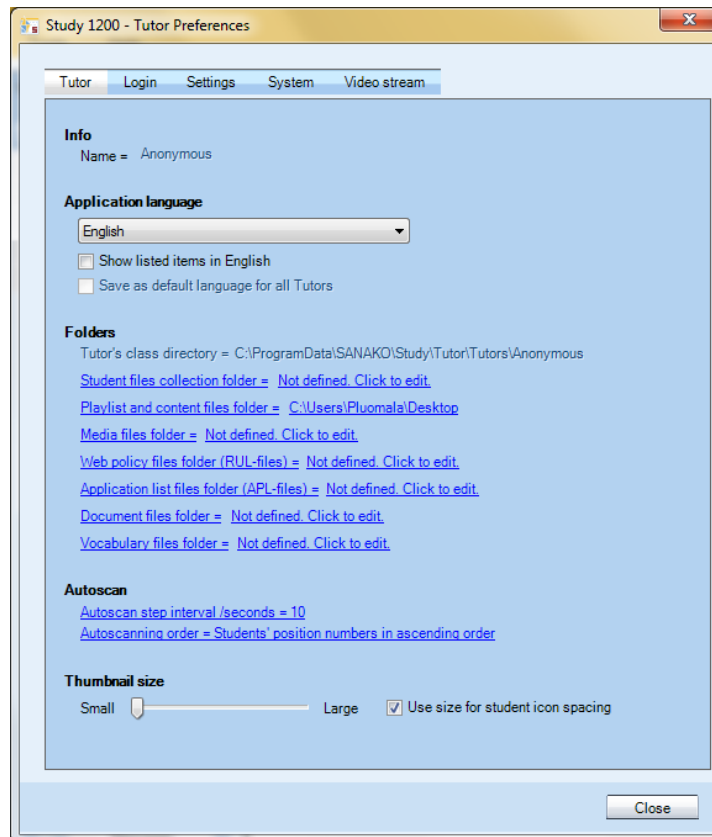 Study 1200 - Tutor Preferences
Tutor Login Settings System Video stream
Info
Name = Anonymous
Application language
English
Show listed items in English
Save as default language for all Tutors
Folders
Tutor's class directory = C:\ProgramData\SANAKO\Study\Tutor\Tutors\Anonymous
Student files collection folder = Not defined. Click to edit.
Playlist and content files folder = C:\Users\Pluomala\Desktop
Media files folder = Not defined. Click to edit.
Web policy files folder (RUL-files) = Not defined. Click to edit.
Application list files folder (APL-files) = Not defined. Click to edit.
Document files folder = Not defined. Click to edit.
Vocabulary files folder = Not defined. Click to edit.
Autoscan
Autoscan step interval /seconds = 10
Autoscanning order = Students' position numbers in ascending order
Thumbnail size
Small Large Use size for student icon spacing
Close